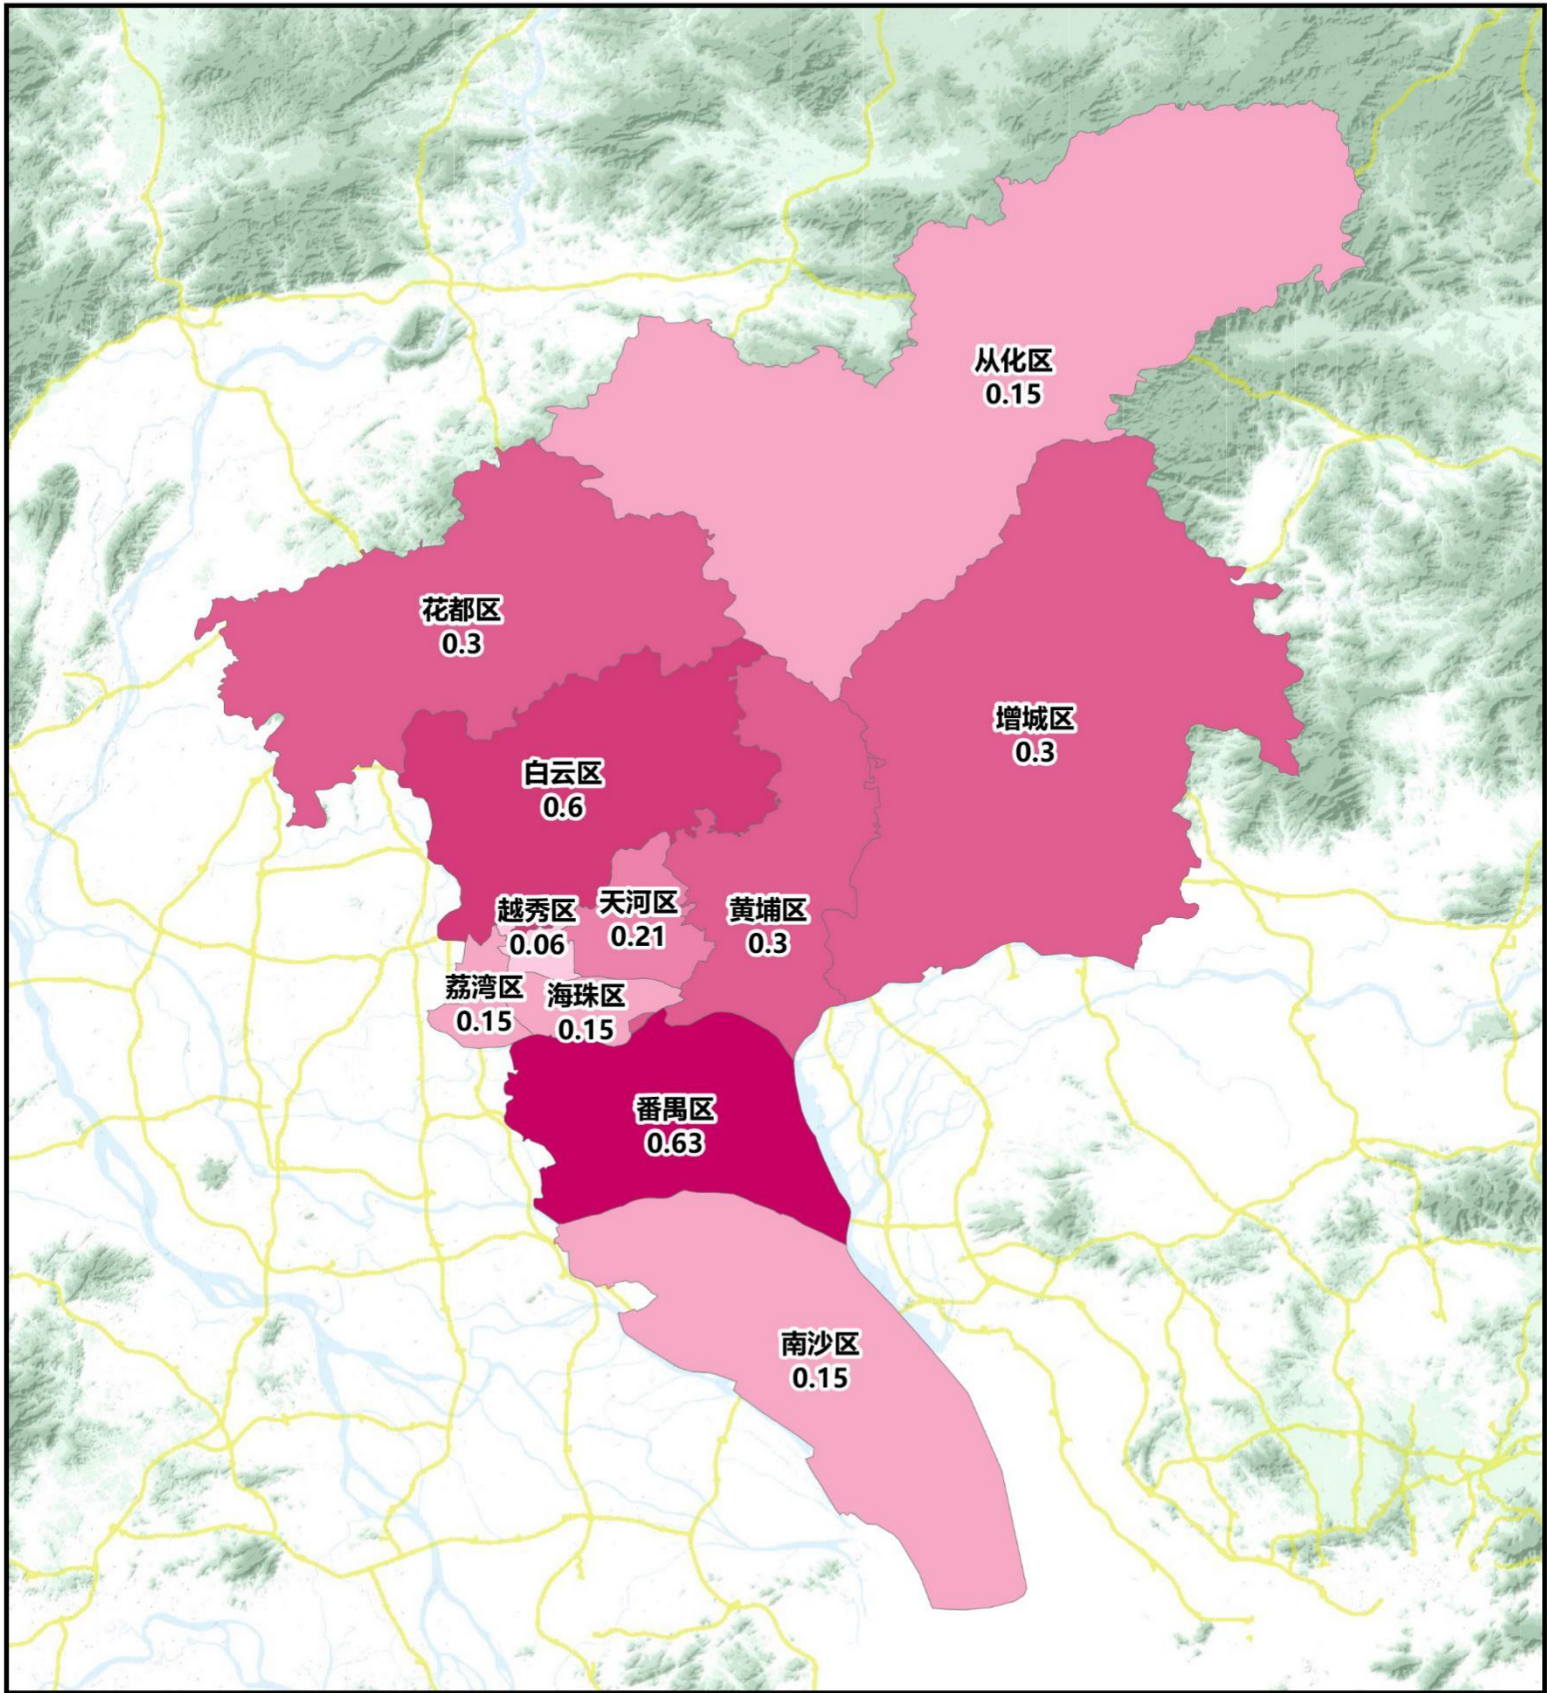 从化区
0.15
花都区
0.3
增城区
0.3
白云区
0.6
越秀区
0.06
天河区
0.21
黄埔区
0.3
荔湾区
0.15
海珠区
0.15
番禺区
0.63
南沙区
0.15